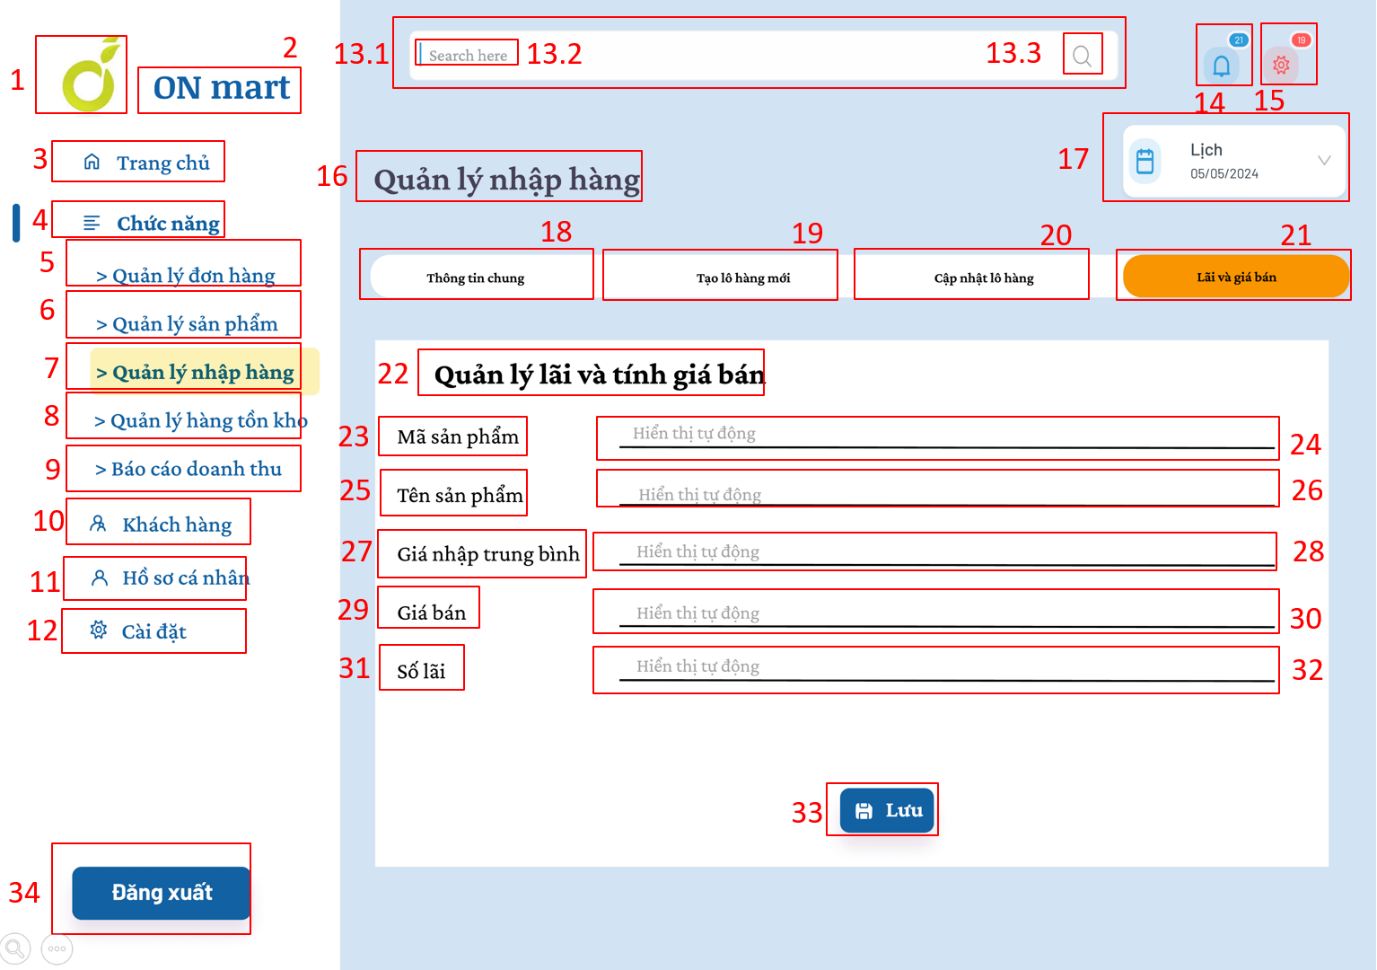 1
2
ON mart
3
Trang chủ
4
Chức năng
5
> Quản lý đơn hàng
6
> Quản lý sản phẩm
7
> Quản lý nhập hàng
8
> Quản lý hàng tồn kho
9
> Báo cáo doanh thu
10
Khách hàng
11
Hồ sơ cá nhân
12
Cài đặt
34
Đăng xuất
13.1
Search here
13.2
13.3
21
14
19
15
16
Quản lý nhập hàng
17
Lịch
05/05/2024
18
Thông tin chung
19
Tạo lô hàng mới
20
Cập nhật lô hàng
21
Lãi và giá bán
22
Quản lý lãi và tính giá bán
23
Mã sản phẩm
Hiển thị tự động
24
25
Tên sản phẩm
Hiển thị tự động
26
27
Giá nhập trung bình
Hiển thị tự động
28
29
Giá bán
Hiển thị tự động
30
31
Số lãi
Hiển thị tự động
32
33
Lưu